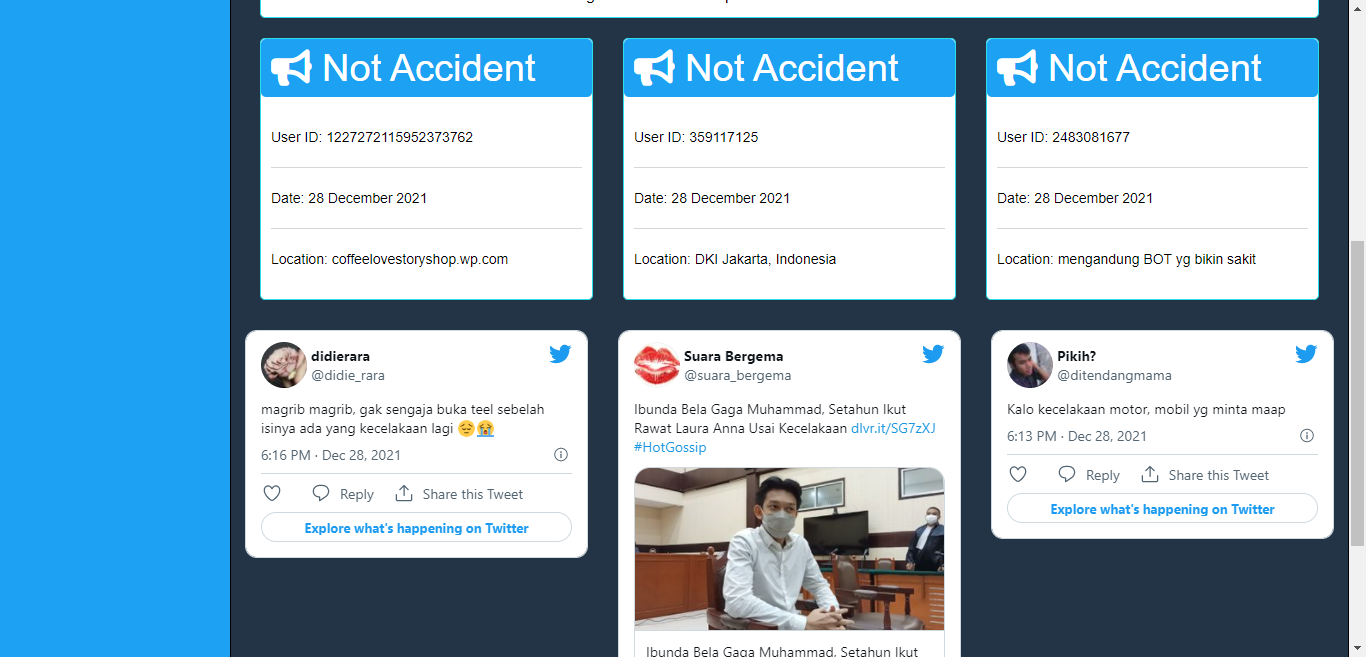 Not Accident
User ID: 1227272115952373762
Date: 28 December 2021
Location: coffeelovestoryshop.wp.com
Not Accident
User ID: 359117125
Date: 28 December 2021
Location: DKI Jakarta, Indonesia
Not Accident
User ID: 2483081677
Date: 28 December 2021
Location: mengandung BOT yg bikin sakit
didierara
@didie_rara
magrib magrib, gak sengaja buka teel sebelah
isinya ada yang kecelakaan lagi 😔😭
6:16 PM · Dec 28, 2021
Reply
Share this Tweet
Explore what's happening on Twitter
Suara Bergema
@suara_bergema
Ibunda Bela Gaga Muhammad, Setahun Ikut
Rawat Laura Anna Usai Kecelakaan dlvr.it/SG7zXJ
#HotGossip
Ibunda Bela Gaga Muhammad, Setahun Ikut
Pikih?
@ditendangmama
Kalo kecelakaan motor, mobil yg minta maap
6:13 PM · Dec 28, 2021
Reply
Share this Tweet
Explore what's happening on Twitter